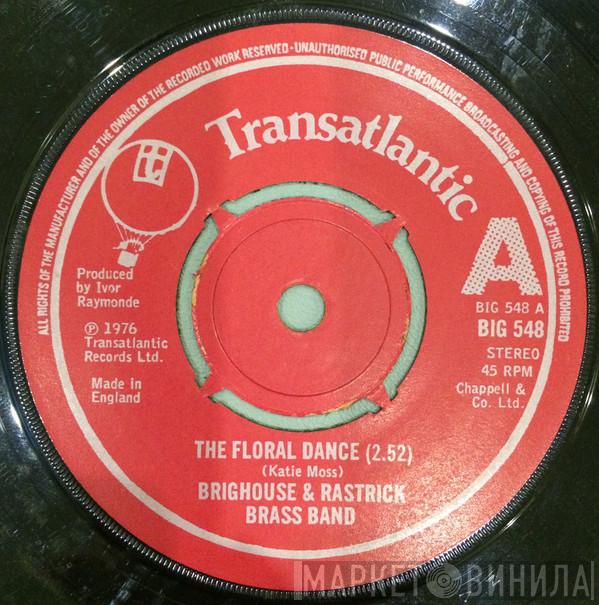 ALL RIGHTS OF THE MANUFACTURER AND OF THE OWNER OF THE RECORDED WORK RESERVED · UNAUTHORISED PUBLIC PERFORMANCE BROADCASTING AND COPYING OF THIS RECORD PROHIBITED
Transatlantic
A
Produced
by Ivor
Raymonde
℗ 1976
Transatlantic
Records Ltd.
Made in
England
BIG 548 A
BIG 548
STEREO
45 RPM
Chappell &
Co. Ltd.
THE FLORAL DANCE (2.52)
(Katie Moss)
BRIGHOUSE & RASTRICK
BRASS BAND
МАРКЕТ ВИНИЛА